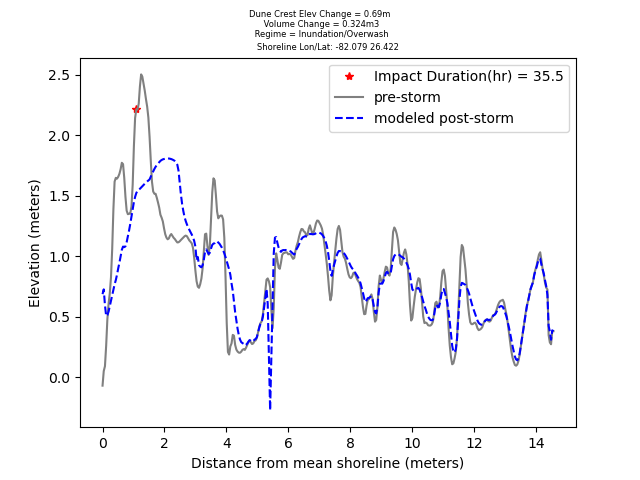 Dune Crest Elev Change = 0.69m
Volume Change = 0.324m3
Regime = Inundation/Overwash
Shoreline Lon/Lat: -82.079 26.422
Impact Duration(hr) = 35.5
pre-storm
modeled post-storm
Elevation (meters)
2.5
2.0
1.5
1.0
0.5
0.0
0 2 4 6 8 10 12 14
Distance from mean shoreline (meters)